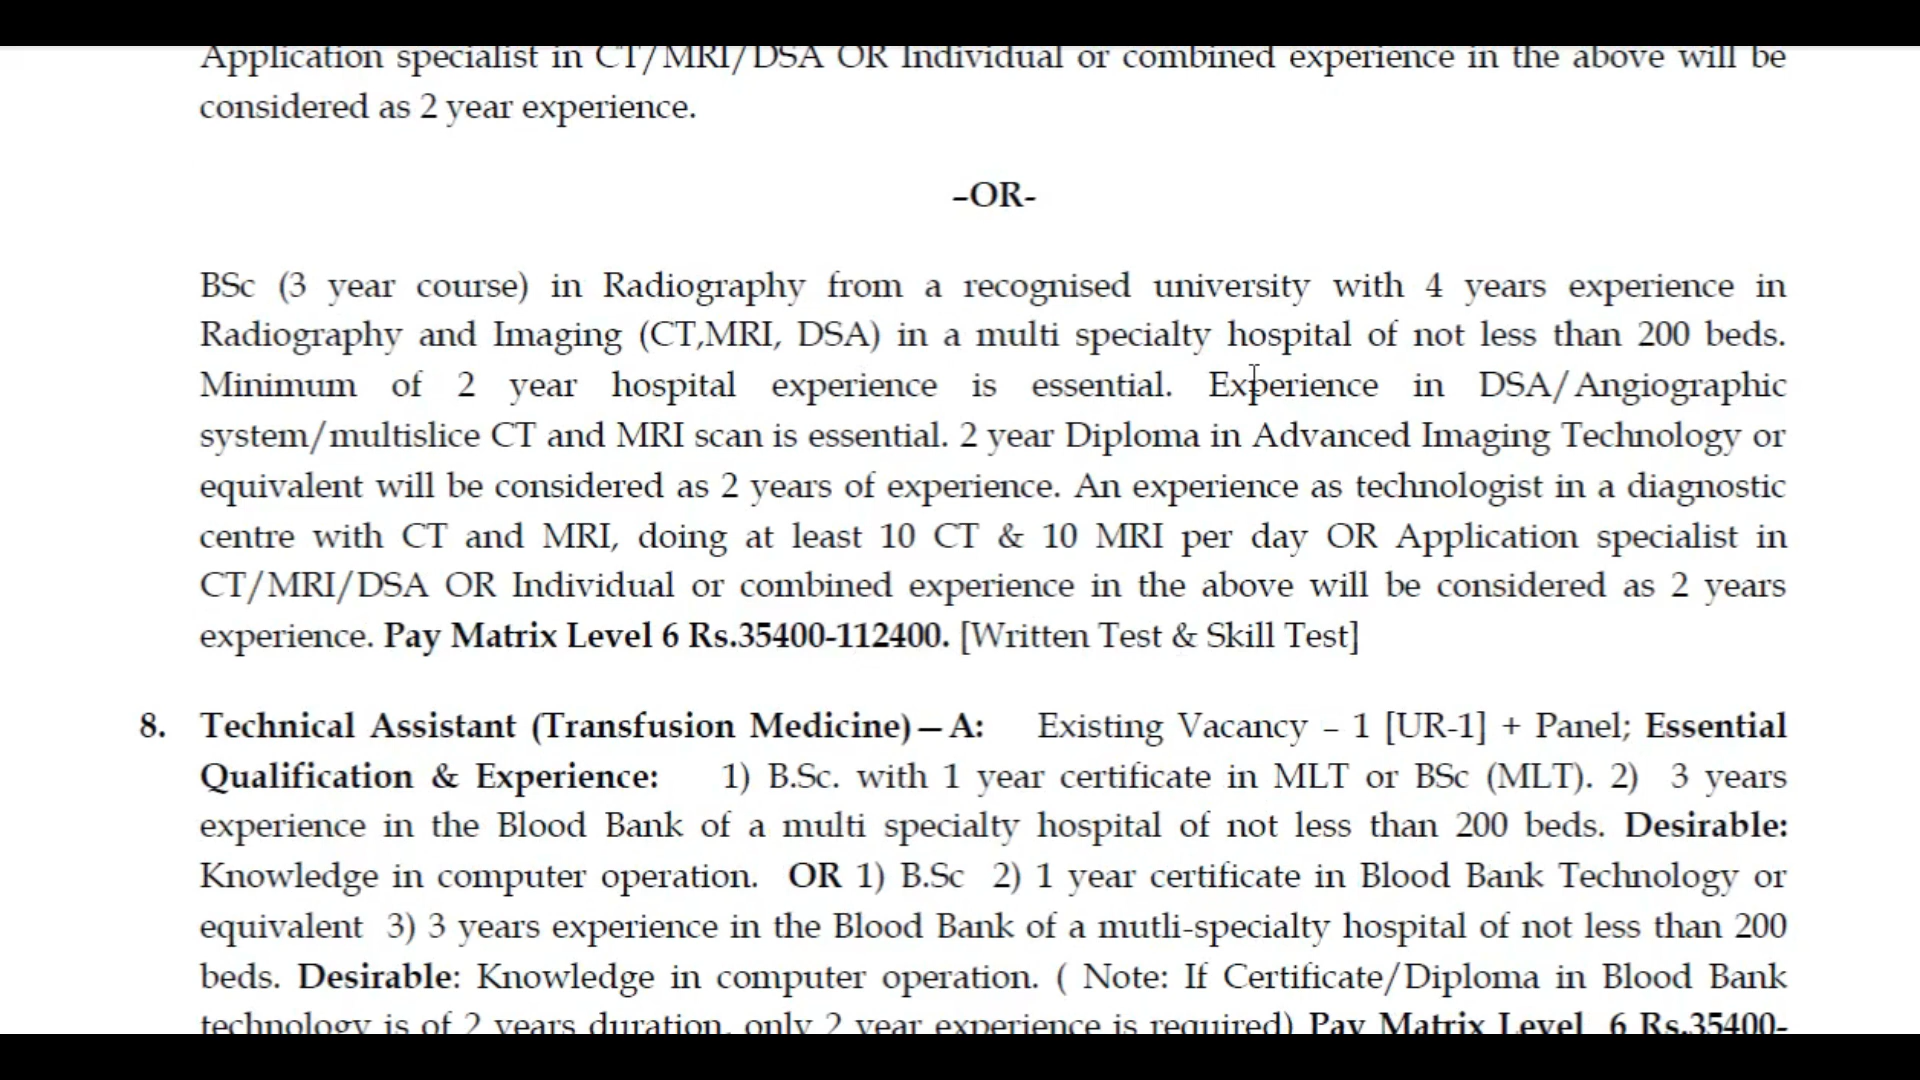 Application specialist in CT/MRI/DSA OR Individual or combined experience in the above will be
considered as 2 year experience.
–OR-
BSc (3 year course) in Radiography from a recognised university with 4 years experience in
Radiography and Imaging (CT,MRI, DSA) in a multi specialty hospital of not less than 200 beds.
Minimum of 2 year hospital experience is essential. Experience in DSA/Angiographic
system/multislice CT and MRI scan is essential. 2 year Diploma in Advanced Imaging Technology or
equivalent will be considered as 2 years of experience. An experience as technologist in a diagnostic
centre with CT and MRI, doing at least 10 CT & 10 MRI per day OR Application specialist in
CT/MRI/DSA OR Individual or combined experience in the above will be considered as 2 years
experience. Pay Matrix Level 6 Rs.35400-112400. [Written Test & Skill Test]
8. Technical Assistant (Transfusion Medicine)—A: Existing Vacancy – 1 [UR-1] + Panel; Essential
Qualification & Experience: 1) B.Sc. with 1 year certificate in MLT or BSc (MLT). 2) 3 years
experience in the Blood Bank of a multi specialty hospital of not less than 200 beds. Desirable:
Knowledge in computer operation. OR 1) B.Sc 2) 1 year certificate in Blood Bank Technology or
equivalent 3) 3 years experience in the Blood Bank of a mutli-specialty hospital of not less than 200
beds. Desirable: Knowledge in computer operation. ( Note: If Certificate/Diploma in Blood Bank
technology is of 2 years duration, only 2 year experience is required) Pay Matrix Level 6 Rs.35400-